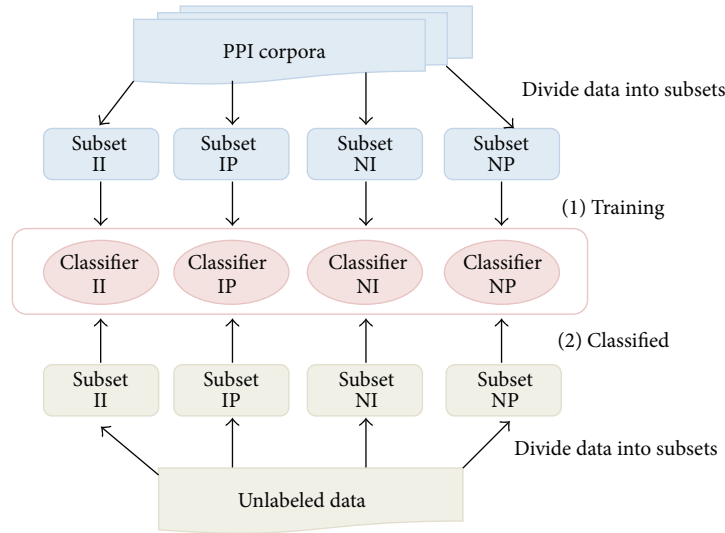 PPI corpora
Divide data into subsets
Subset
II
Subset
IP
Subset
NI
Subset
NP
(1) Training
Classifier
II
Classifier
IP
Classifier
NI
Classifier
NP
(2) Classified
Subset
II
Subset
IP
Subset
NI
Subset
NP
Divide data into subsets
Unlabeled data